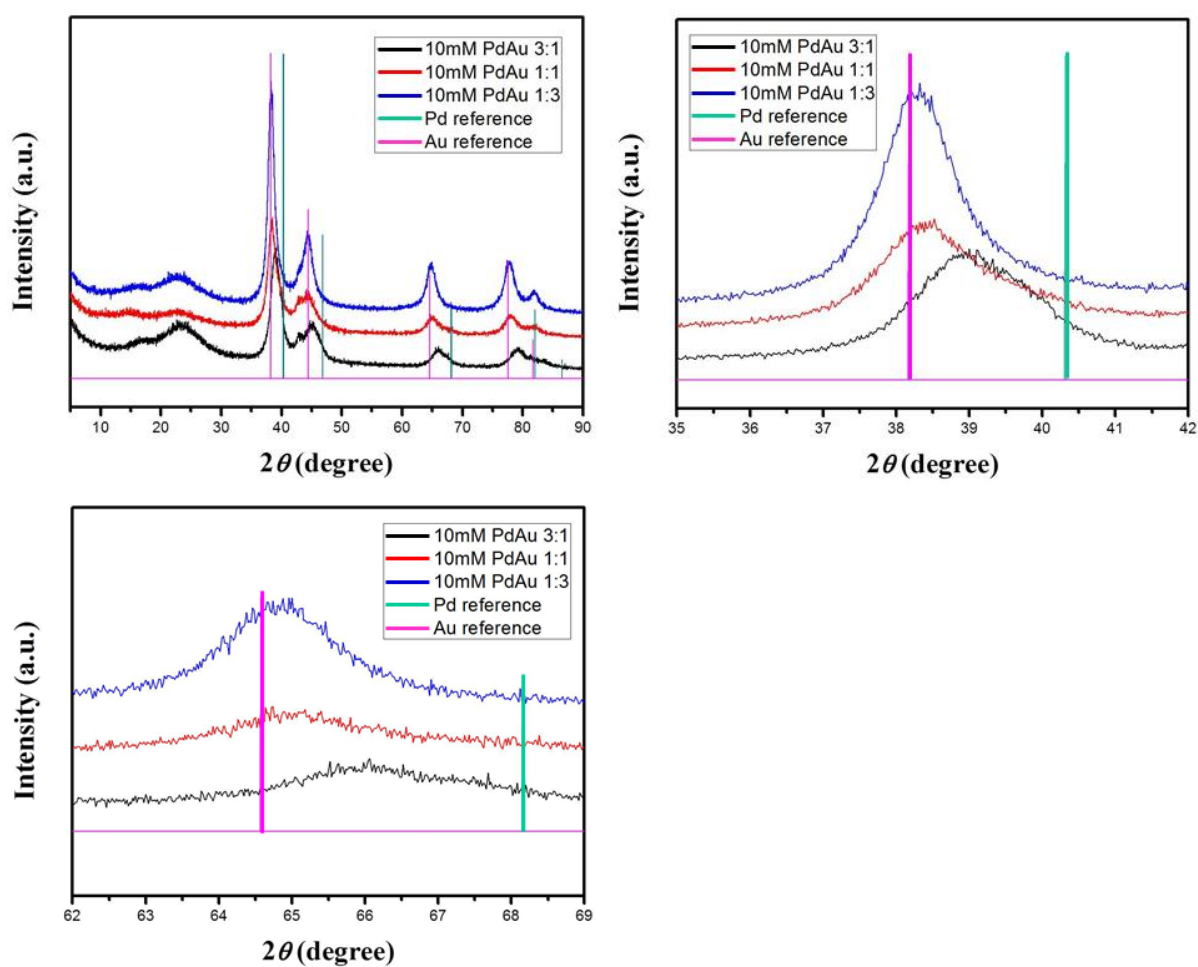 10mM PdAu 3:1
10mM PdAu 1:1
10mM PdAu 1:3
Pd reference
Au reference
Intensity (a.u.)
10 20 30 40 50 60 70 80 90
2θ (degree)
10mM PdAu 3:1
10mM PdAu 1:1
10mM PdAu 1:3
Pd reference
Au reference
Intensity (a.u.)
35 36 37 38 39 40 41 42
2θ (degree)
10mM PdAu 3:1
10mM PdAu 1:1
10mM PdAu 1:3
Pd reference
Au reference
Intensity (a.u.)
62 63 64 65 66 67 68 69
2θ (degree)